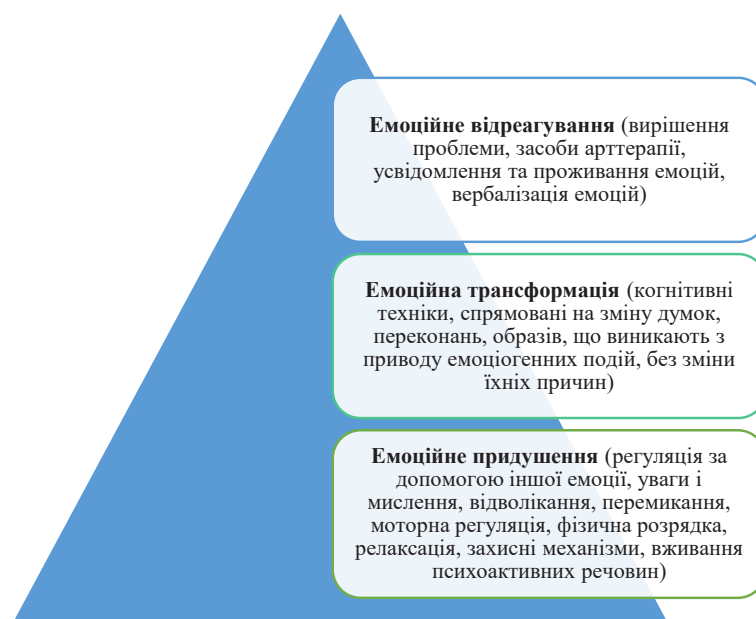 Емоційне відреагування (вирішення
проблеми, засоби арттерапії,
усвідомлення та проживання емоцій,
вербалізація емоцій)
Емоційна трансформація (когнітивні
техніки, спрямовані на зміну думок,
переконань, образів, що виникають з
приводу емоціогенних подій, без зміни
їхніх причин)
Емоційне придушення (регуляція за
допомогою іншої емоції, уваги і
мислення, відволікання, перемикання,
моторна регуляція, фізична розрядка,
релаксація, захисні механізми, вживання
психоактивних речовин)